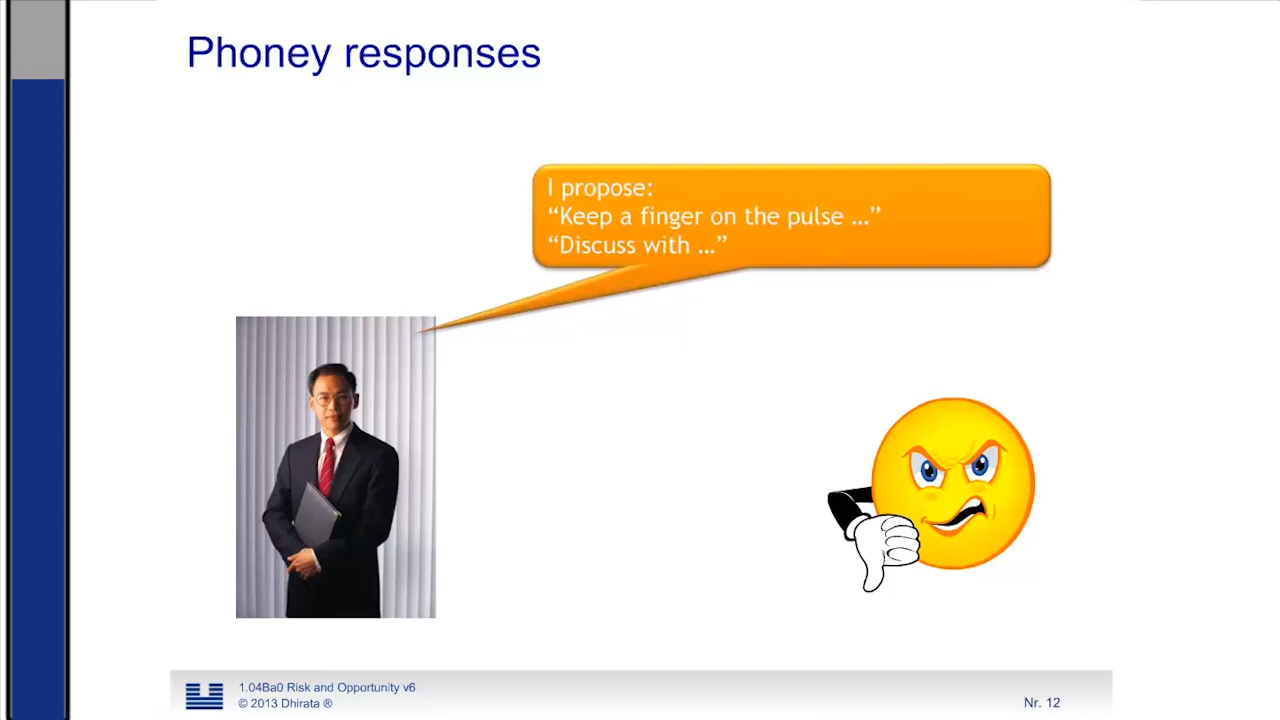 Phoney responses
I propose:
“Keep a finger on the pulse …”
“Discuss with …”
1.04Ba0 Risk and Opportunity v6
© 2013 Dhirata ®
Nr. 12